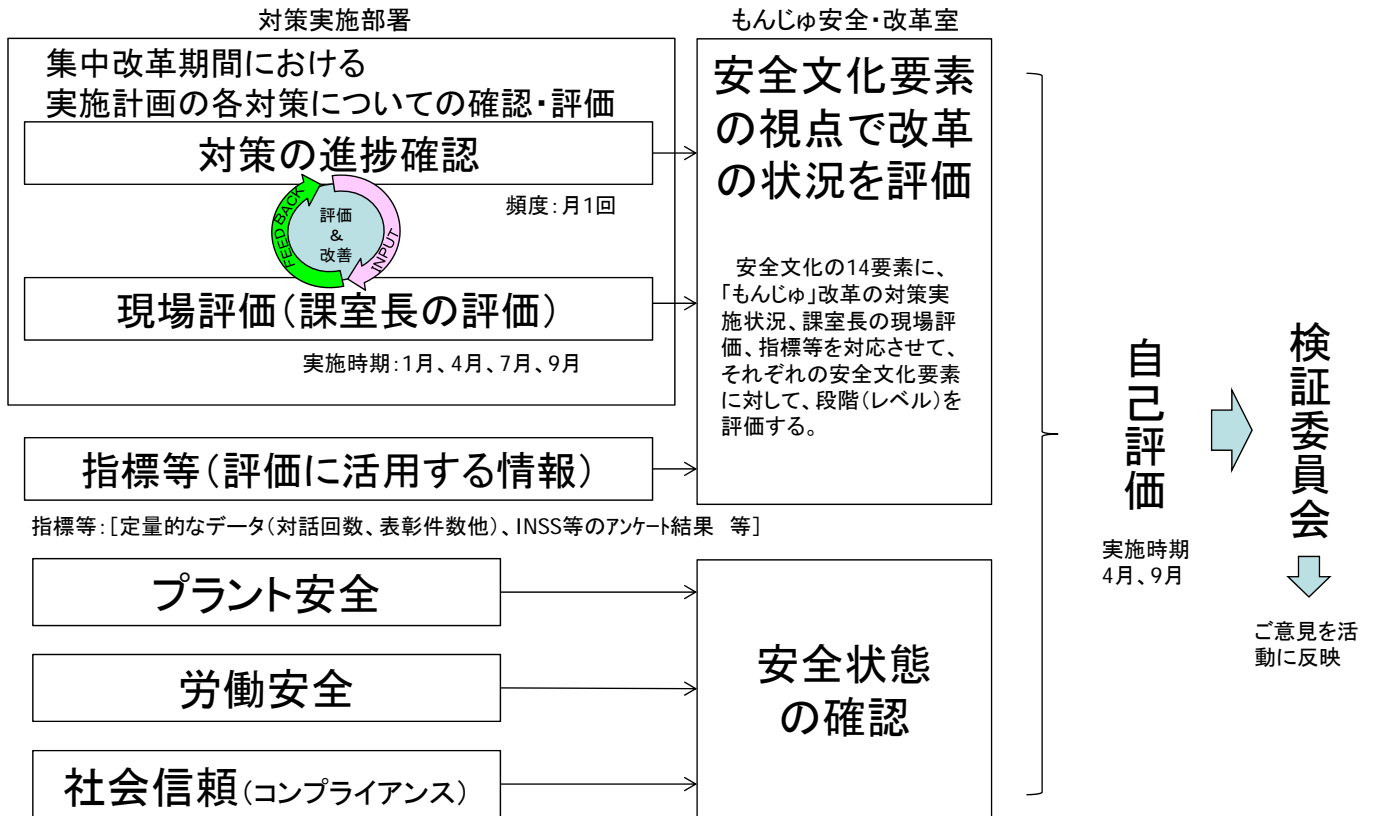 対策実施部署
もんじゅ安全・改革室
集中改革期間における
実施計画の各対策についての確認・評価
対策の進捗確認
頻度：月1回
FEED BACK
INPUT
評価
&
改善
現場評価（課室長の評価）
実施時期：1月、4月、7月、9月
指標等（評価に活用する情報）
指標等：［定量的なデータ（対話回数、表彰件数他）、INSS等のアンケート結果　等］
安全文化要素
の視点で改革
の状況を評価
安全文化の14要素に、
「もんじゅ」改革の対策実
施状況、課室長の現場評
価、指標等を対応させて、
それぞれの安全文化要素
に対して、段階（レベル）を
評価する。
プラント安全
労働安全
社会信頼（コンプライアンス）
安全状態
の確認
自己評価
実施時期
4月、9月
検証委員会
ご意見を活
動に反映